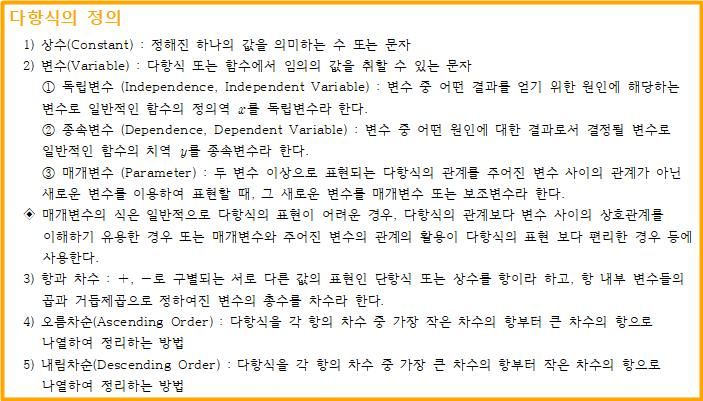 다항식의 정의
1) 상수(Constant) : 정해진 하나의 값을 의미하는 수 또는 문자
2) 변수(Variable) : 다항식 또는 함수에서 임의의 값을 취할 수 있는 문자
① 독립변수 (Independence, Independent Variable) : 변수 중 어떤 결과를 얻기 위한 원인에 해당하는
변수로 일반적인 함수의 정의역 x를 독립변수라 한다.
② 종속변수 (Dependence, Dependent Variable) : 변수 중 어떤 원인에 대한 결과로서 결정될 변수로
일반적인 함수의 치역 y를 종속변수라 한다.
③ 매개변수 (Parameter) : 두 변수 이상으로 표현되는 다항식의 관계를 주어진 변수 사이의 관계가 아닌
새로운 변수를 이용하여 표현할 때, 그 새로운 변수를 매개변수 또는 보조변수라 한다.
◈ 매개변수의 식은 일반적으로 다항식의 표현이 어려운 경우, 다항식의 관계보다 변수 사이의 상호관계를
이해하기 유용한 경우 또는 매개변수와 주어진 변수의 관계의 활용이 다항식의 표현 보다 편리한 경우 등에
사용한다.
3) 항과 차수 : +, −로 구별되는 서로 다른 값의 표현인 단항식 또는 상수를 항이라 하고, 항 내부 변수들의
곱과 거듭제곱으로 정하여진 변수의 총수를 차수라 한다.
4) 오름차순(Ascending Order) : 다항식을 각 항의 차수 중 가장 작은 차수의 항부터 큰 차수의 항으로
나열하여 정리하는 방법
5) 내림차순(Descending Order) : 다항식을 각 항의 차수 중 가장 큰 차수의 항부터 작은 차수의 항으로
나열하여 정리하는 방법